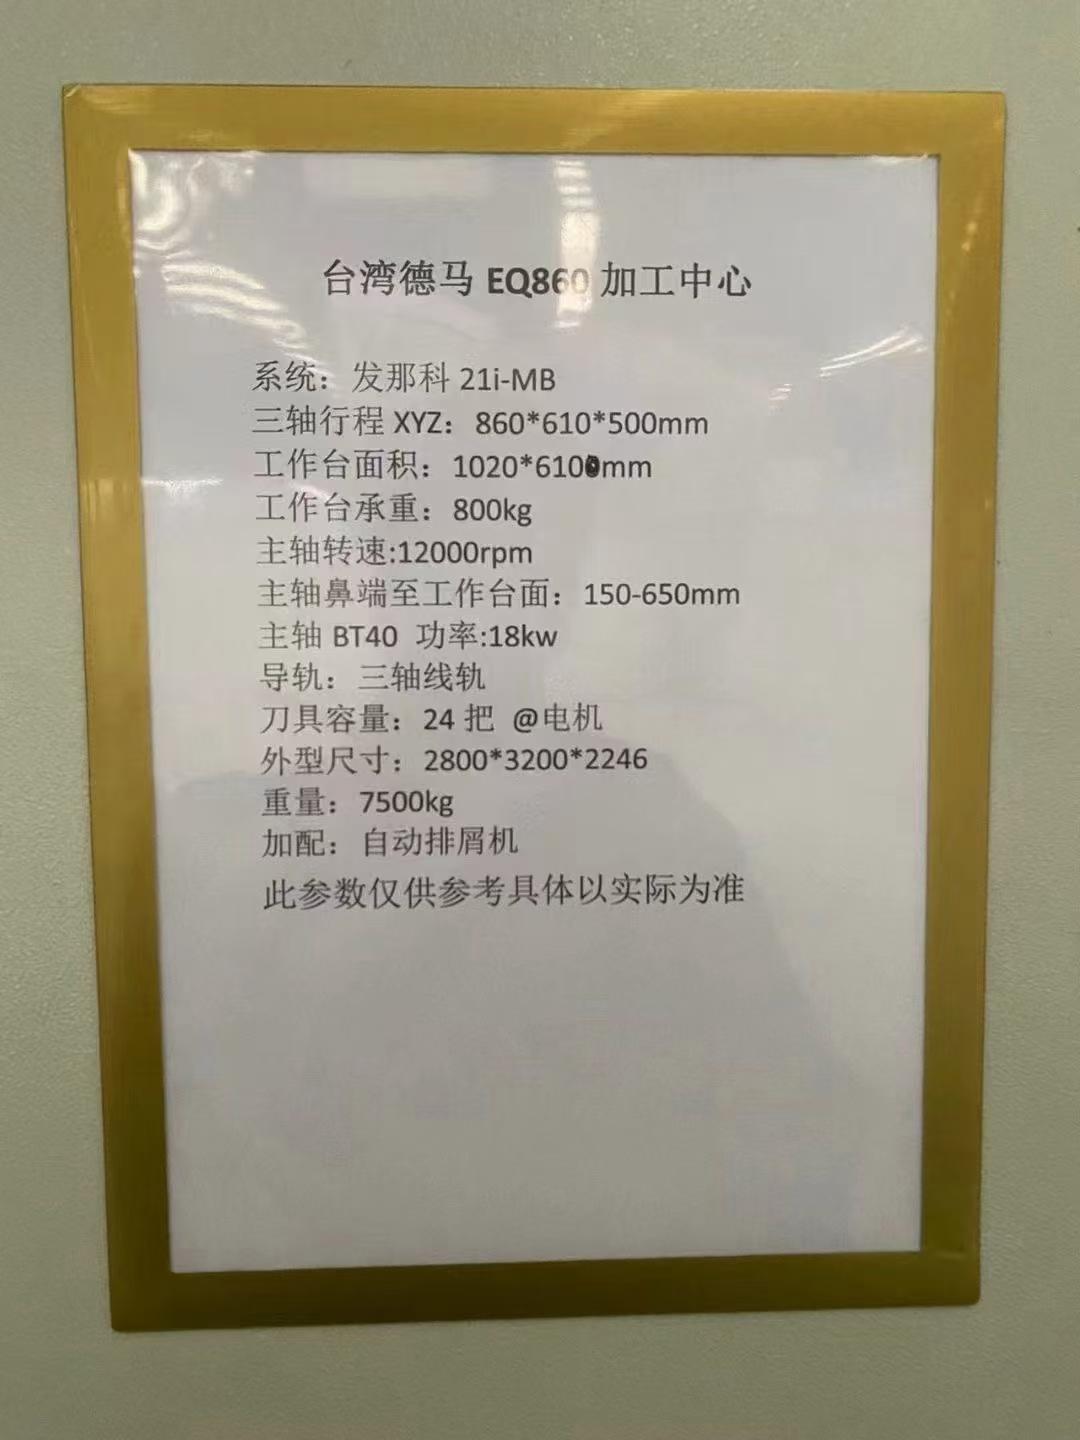 台湾德马 EQ860 加工中心
系统：发那科 21i-MB
三轴行程 XYZ：860*610*500mm
工作台面积：1020*610mm
工作台承重：800kg
主轴转速:12000rpm
主轴鼻端至工作台面：150-650mm
主轴 BT40 功率:18kw
导轨：三轴线轨
刀具容量：24 把 @电机
外型尺寸：2800*3200*2246
重量：7500kg
加配：自动排屑机
此参数仅供参考具体以实际为准